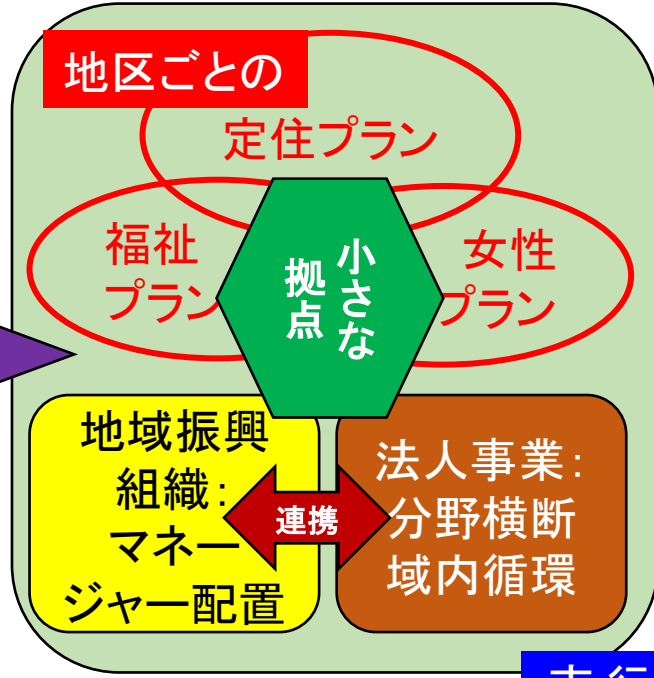 地区ごとの
定住プラン
福祉
プラン
小さな
拠点
女性
プラン
地域振興
組織：
マネー
ジャー配置
連携
法人事業：
分野横断
域内循環